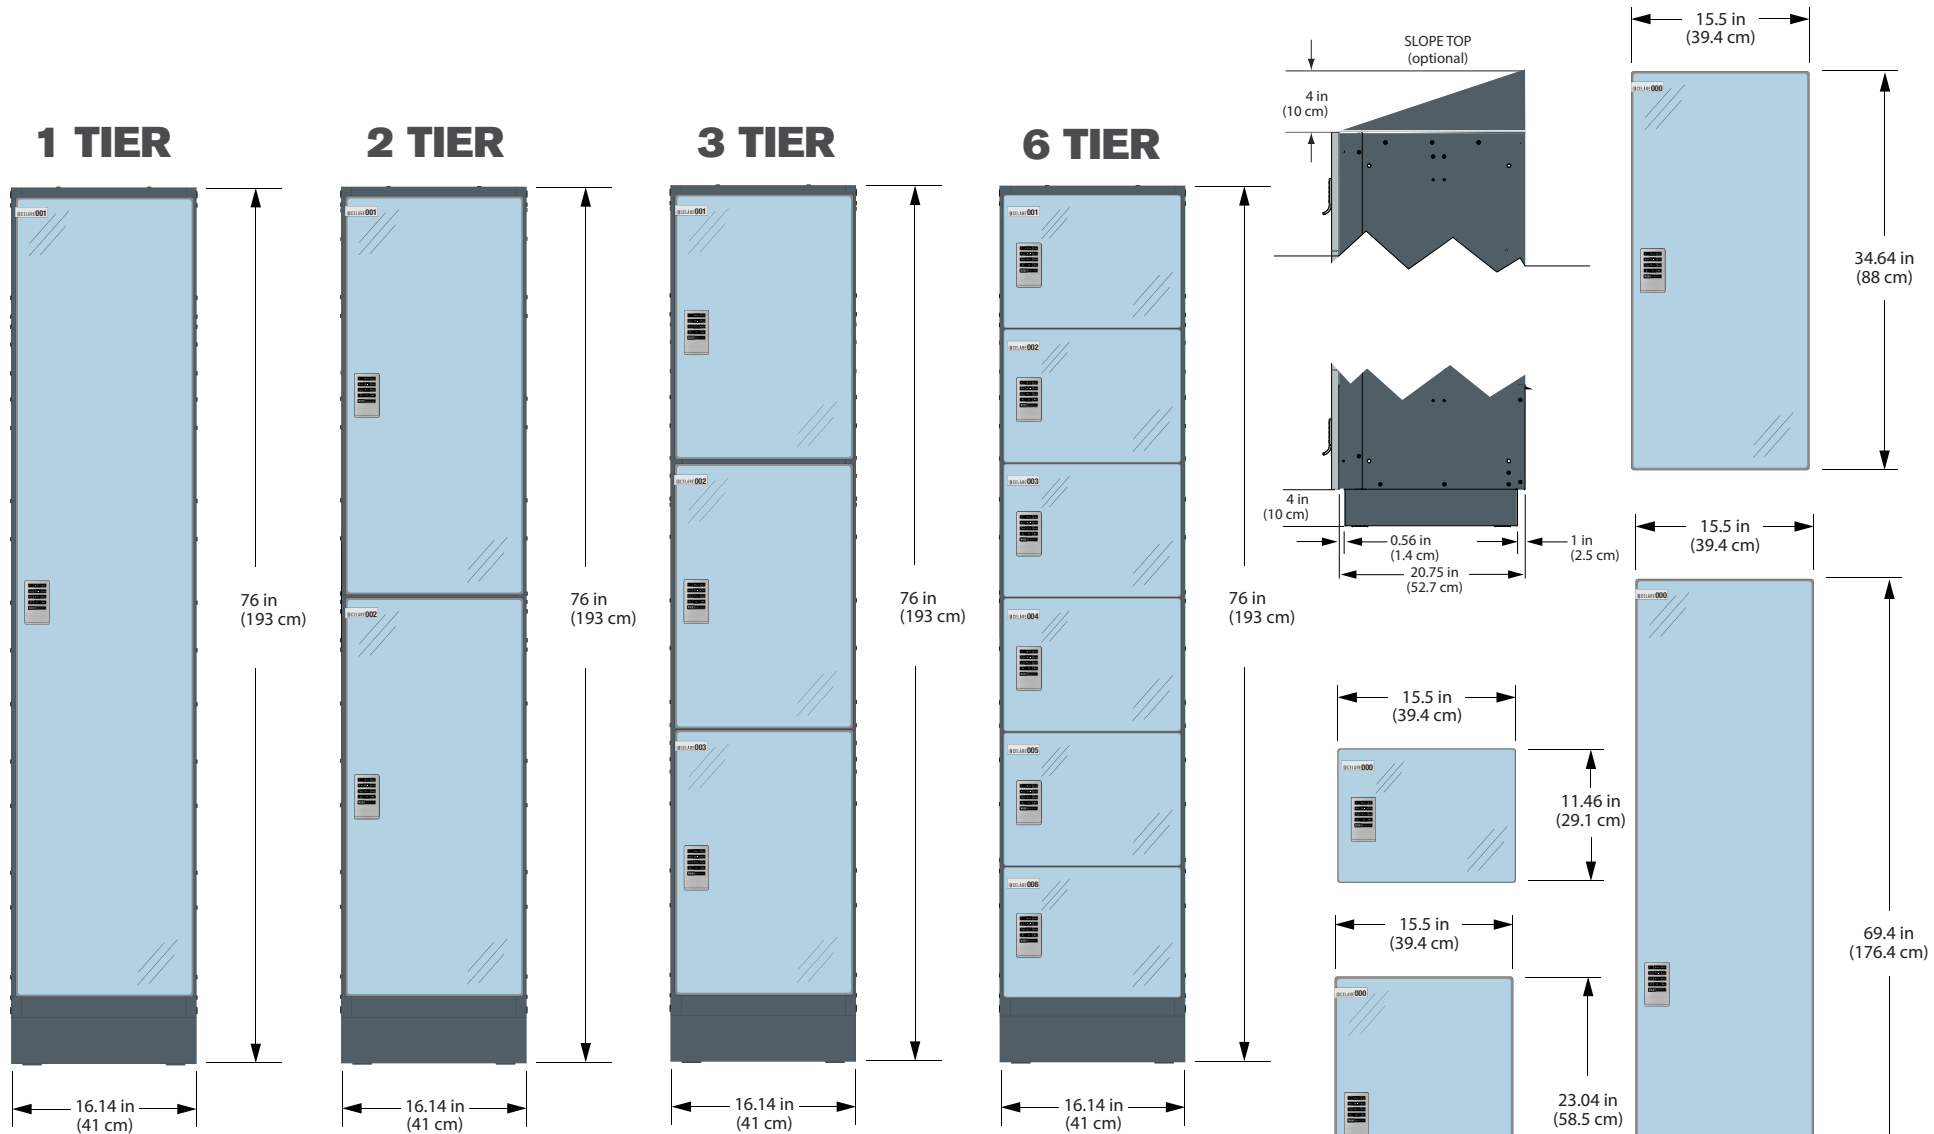 1 TIER
2 TIER
3 TIER
6 TIER
001
76 in
(193 cm)
16.14 in
(41 cm)
001
002
76 in
(193 cm)
16.14 in
(41 cm)
001
002
003
76 in
(193 cm)
16.14 in
(41 cm)
001
002
003
004
005
006
76 in
(193 cm)
16.14 in
(41 cm)
SLOPE TOP
(optional)
4 in
(10 cm)
4 in
(10 cm)
0.56 in
(1.4 cm)
1 in
(2.5 cm)
20.75 in
(52.7 cm)
15.5 in
(39.4 cm)
000
11.46 in
(29.1 cm)
15.5 in
(39.4 cm)
000
23.04 in
(58.5 cm)
15.5 in
(39.4 cm)
000
34.64 in
(88 cm)
15.5 in
(39.4 cm)
000
69.4 in
(176.4 cm)